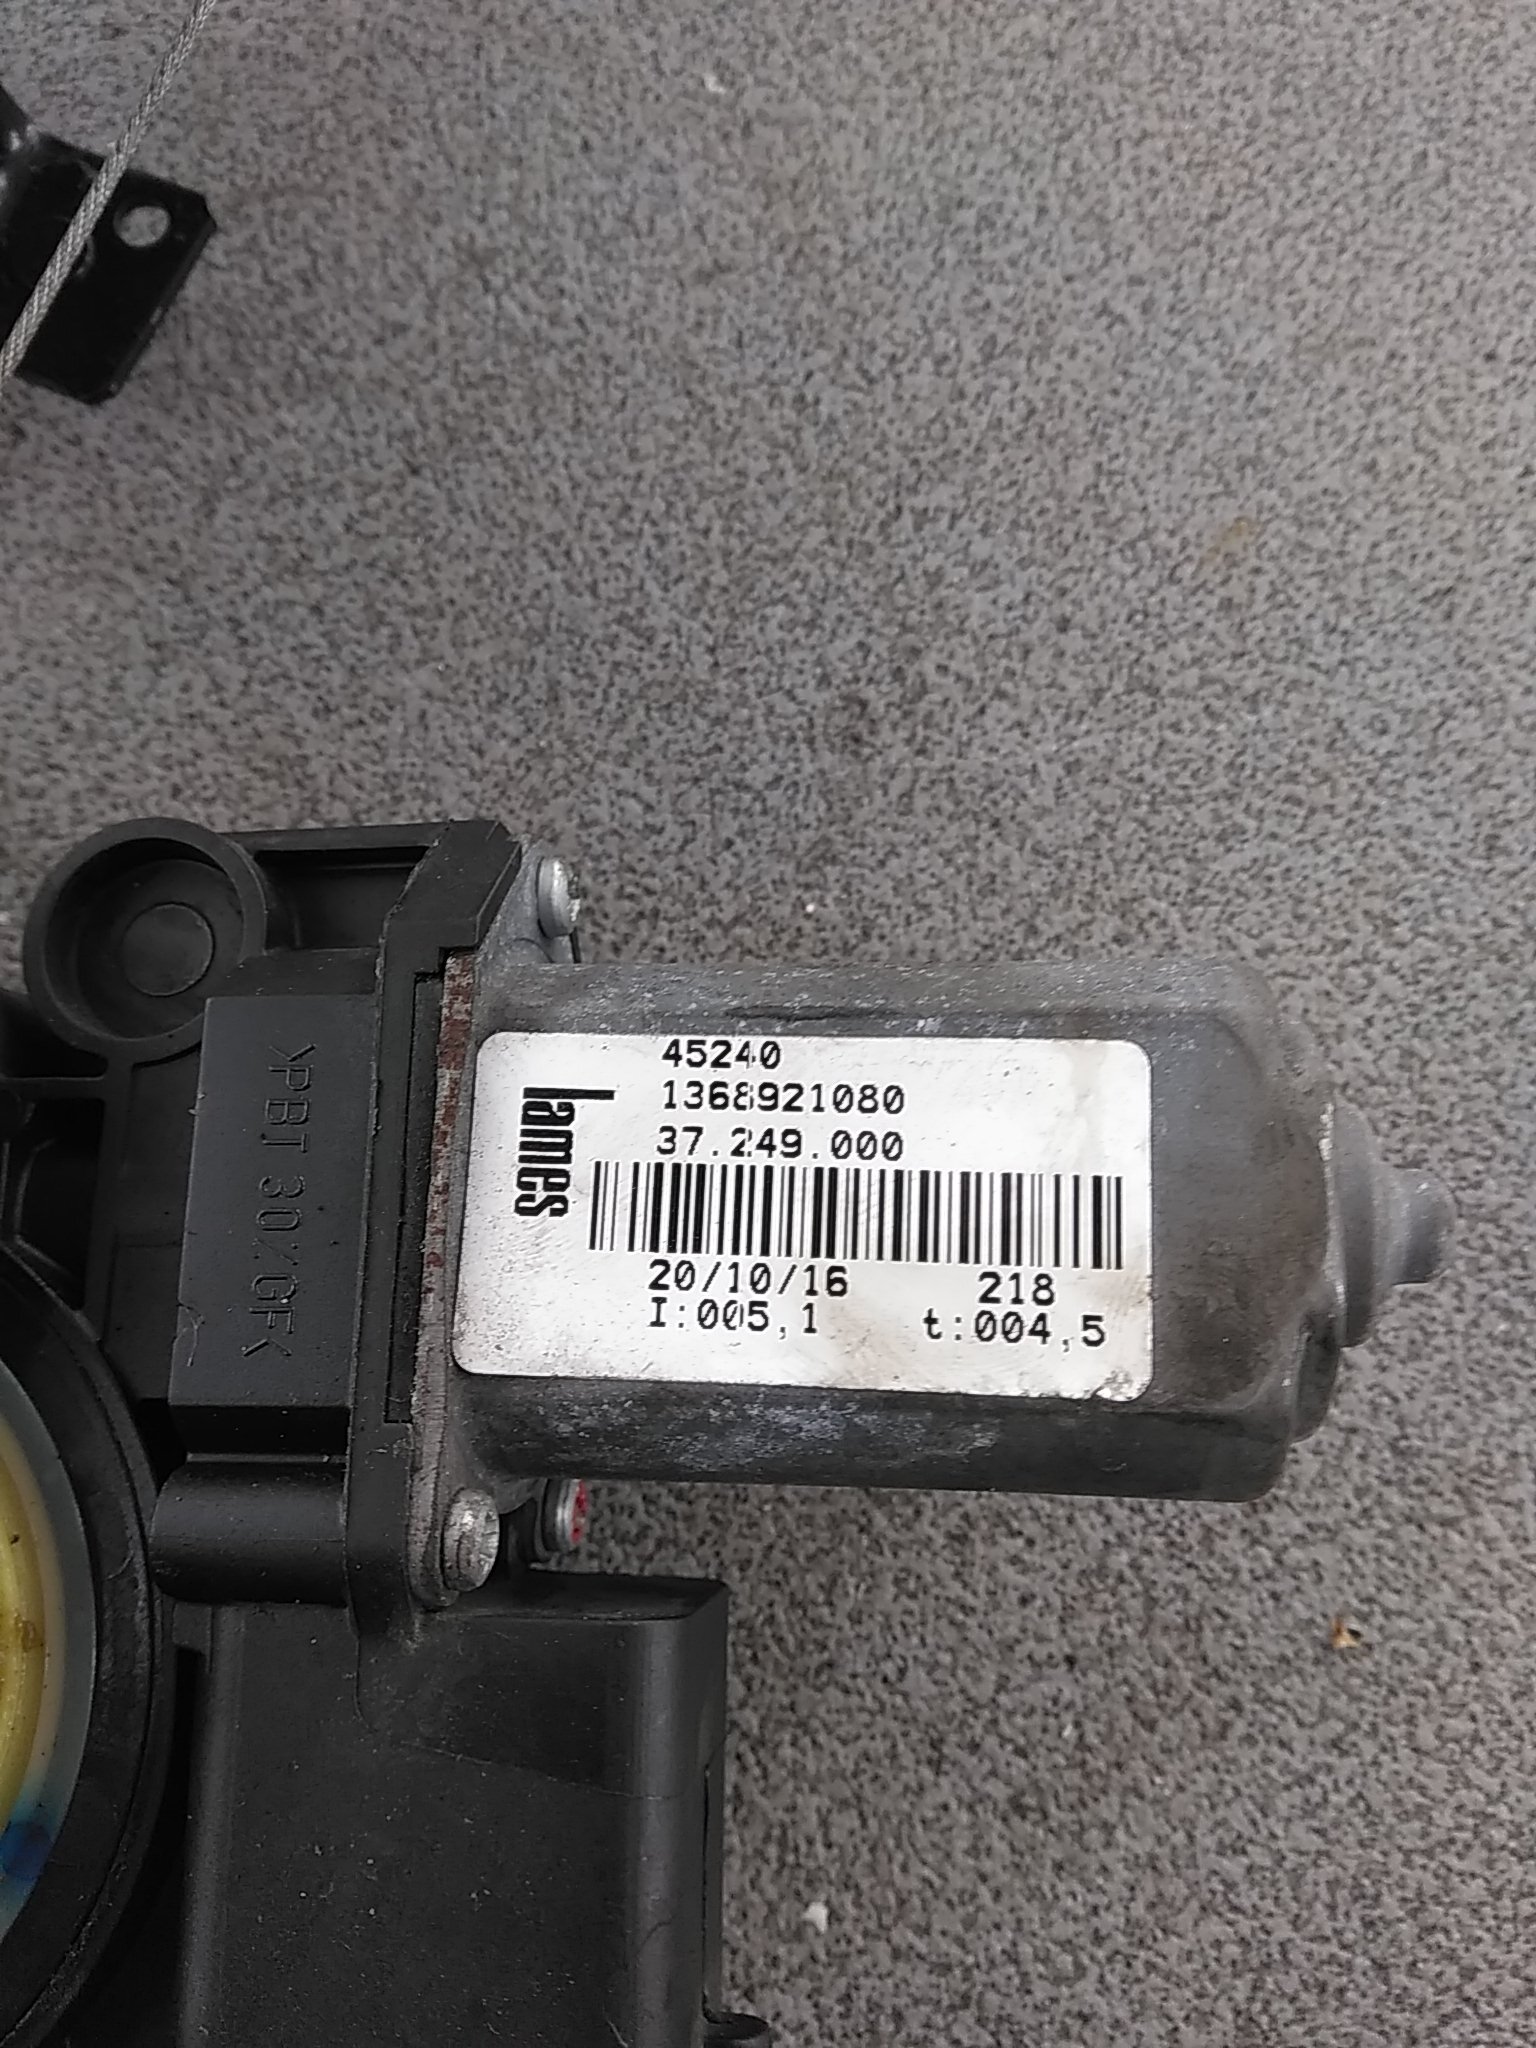 45240
1368921080
37.249.000
lames
20/10/16 218
I:005,1 t:004,5
>PBT 30%GF<